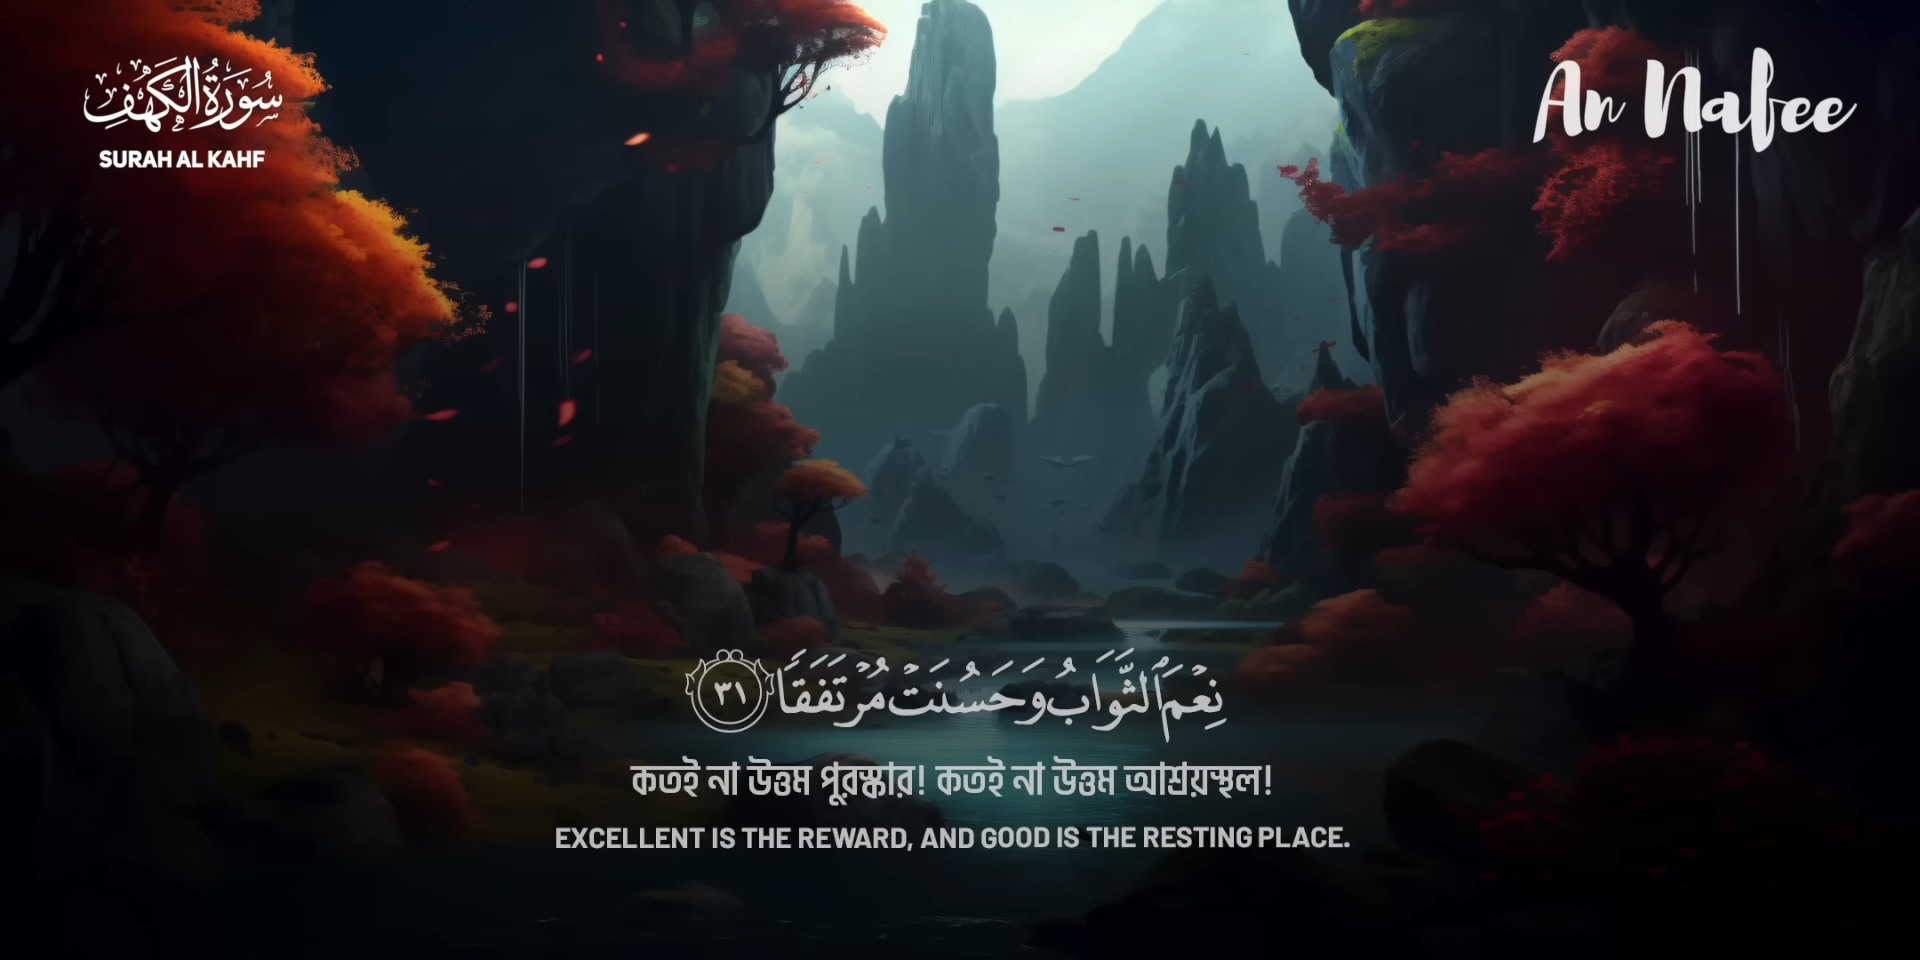 سُورَةُ الكَهْفِ
SURAH AL KAHF
An Nafee
نِعْمَ ٱلثَّوَابُ وَحَسُنَتْ مُرْتَفَقًا ٣١
কতই না উত্তম পুরস্কার! কতই না উত্তম আশ্রয়স্থল!
EXCELLENT IS THE REWARD, AND GOOD IS THE RESTING PLACE.